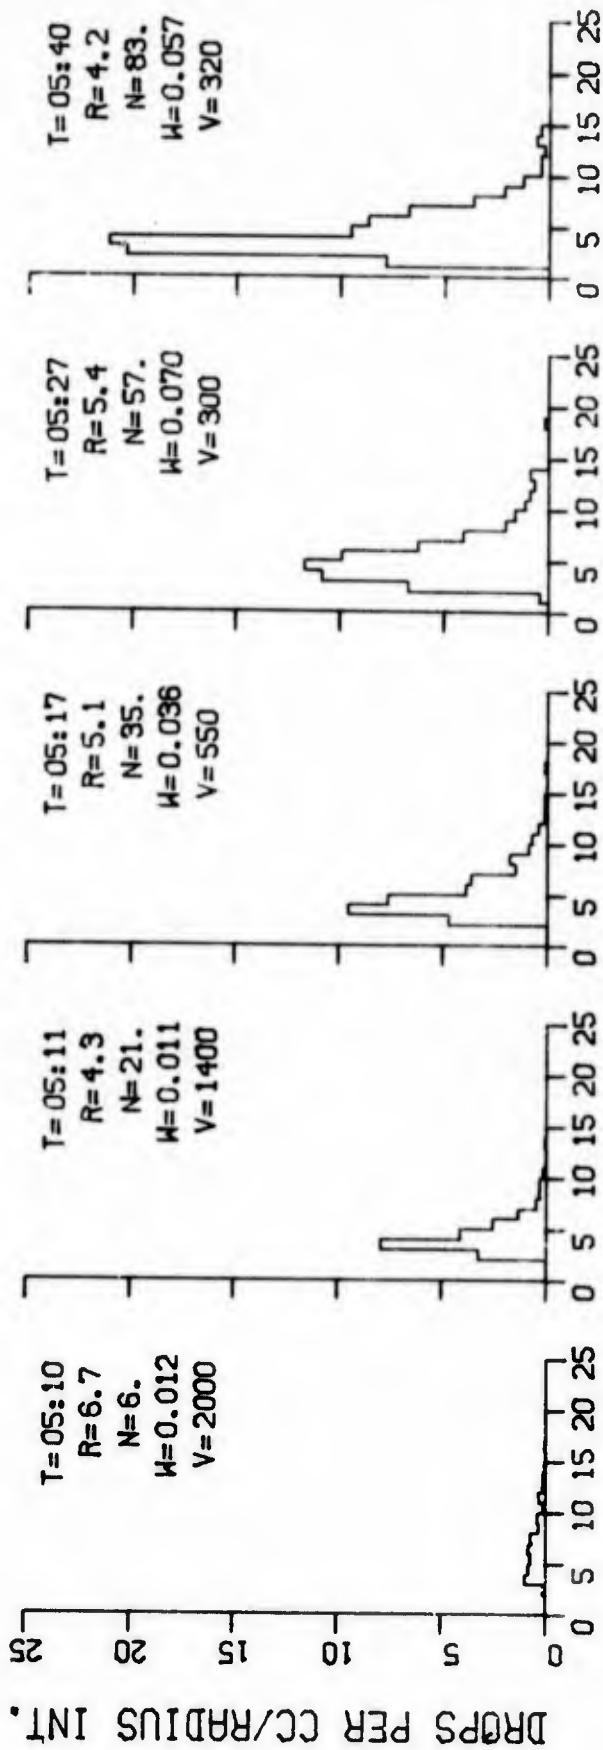 DROPS PER CC/RADIUS INT.
25
20
15
10
5
0
T=05:10
R=6.7
N=6.
W=0.012
V=2000
0 5 10 15 20 25
T=05:11
R=4.3
N=21.
W=0.011
V=1400
0 5 10 15 20 25
T=05:17
R=5.1
N=35.
W=0.036
V=550
0 5 10 15 20 25
T=05:27
R=5.4
N=57.
W=0.070
V=300
0 5 10 15 20 25
T=05:40
R=4.2
N=83.
W=0.057
V=320
0 5 10 15 20 25